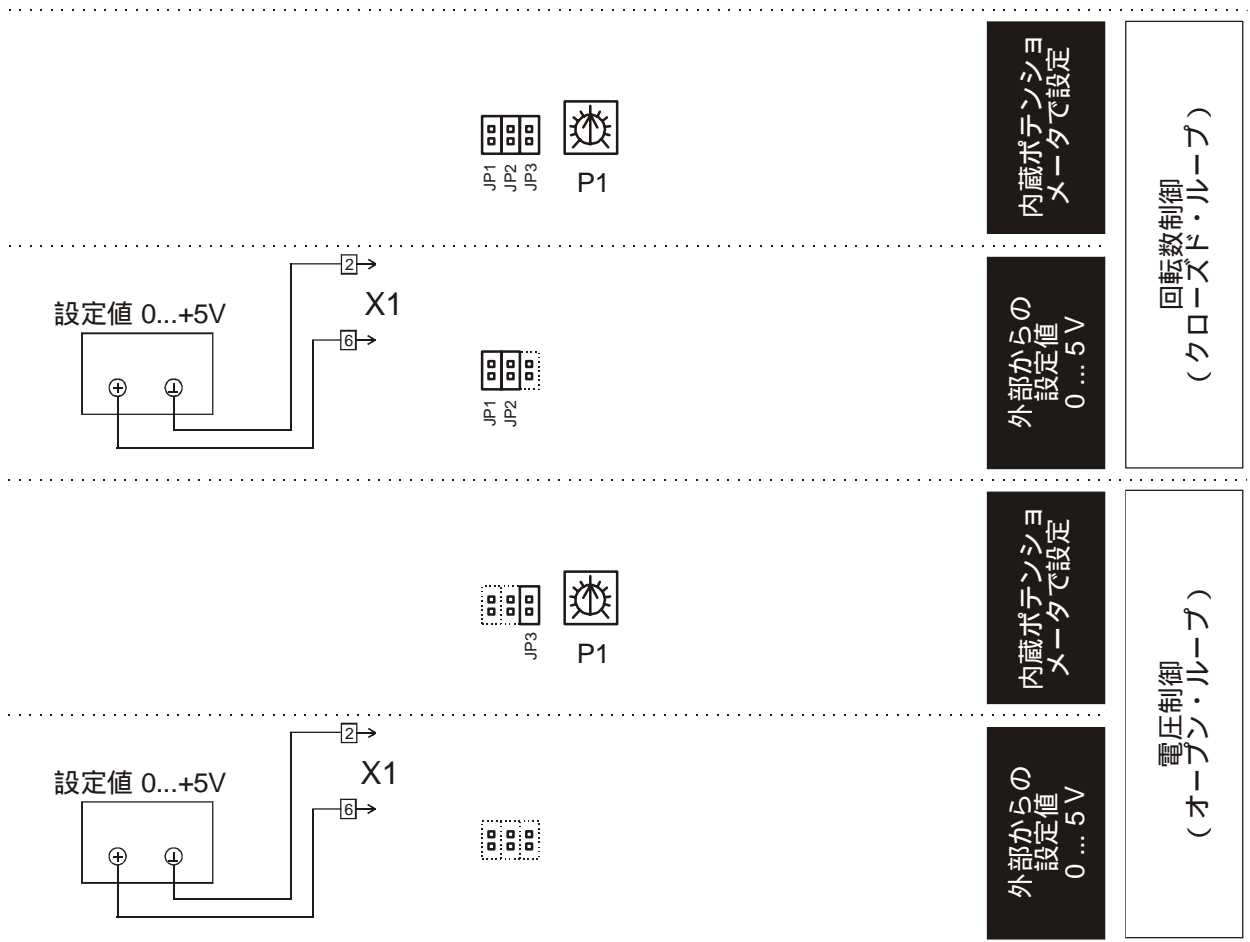 JP1
JP2
JP3
P1
内蔵ポテンショ
メータで設定
回転数制御
(クローズド・ループ)
設定値 0...+5V
2
X1
6
JP1
JP2
外部からの
設定値
0 ... 5 V
JP3
P1
内蔵ポテンショ
メータで設定
電圧制御
(オープン・ループ)
設定値 0...+5V
2
X1
6
外部からの
設定値
0 ... 5 V